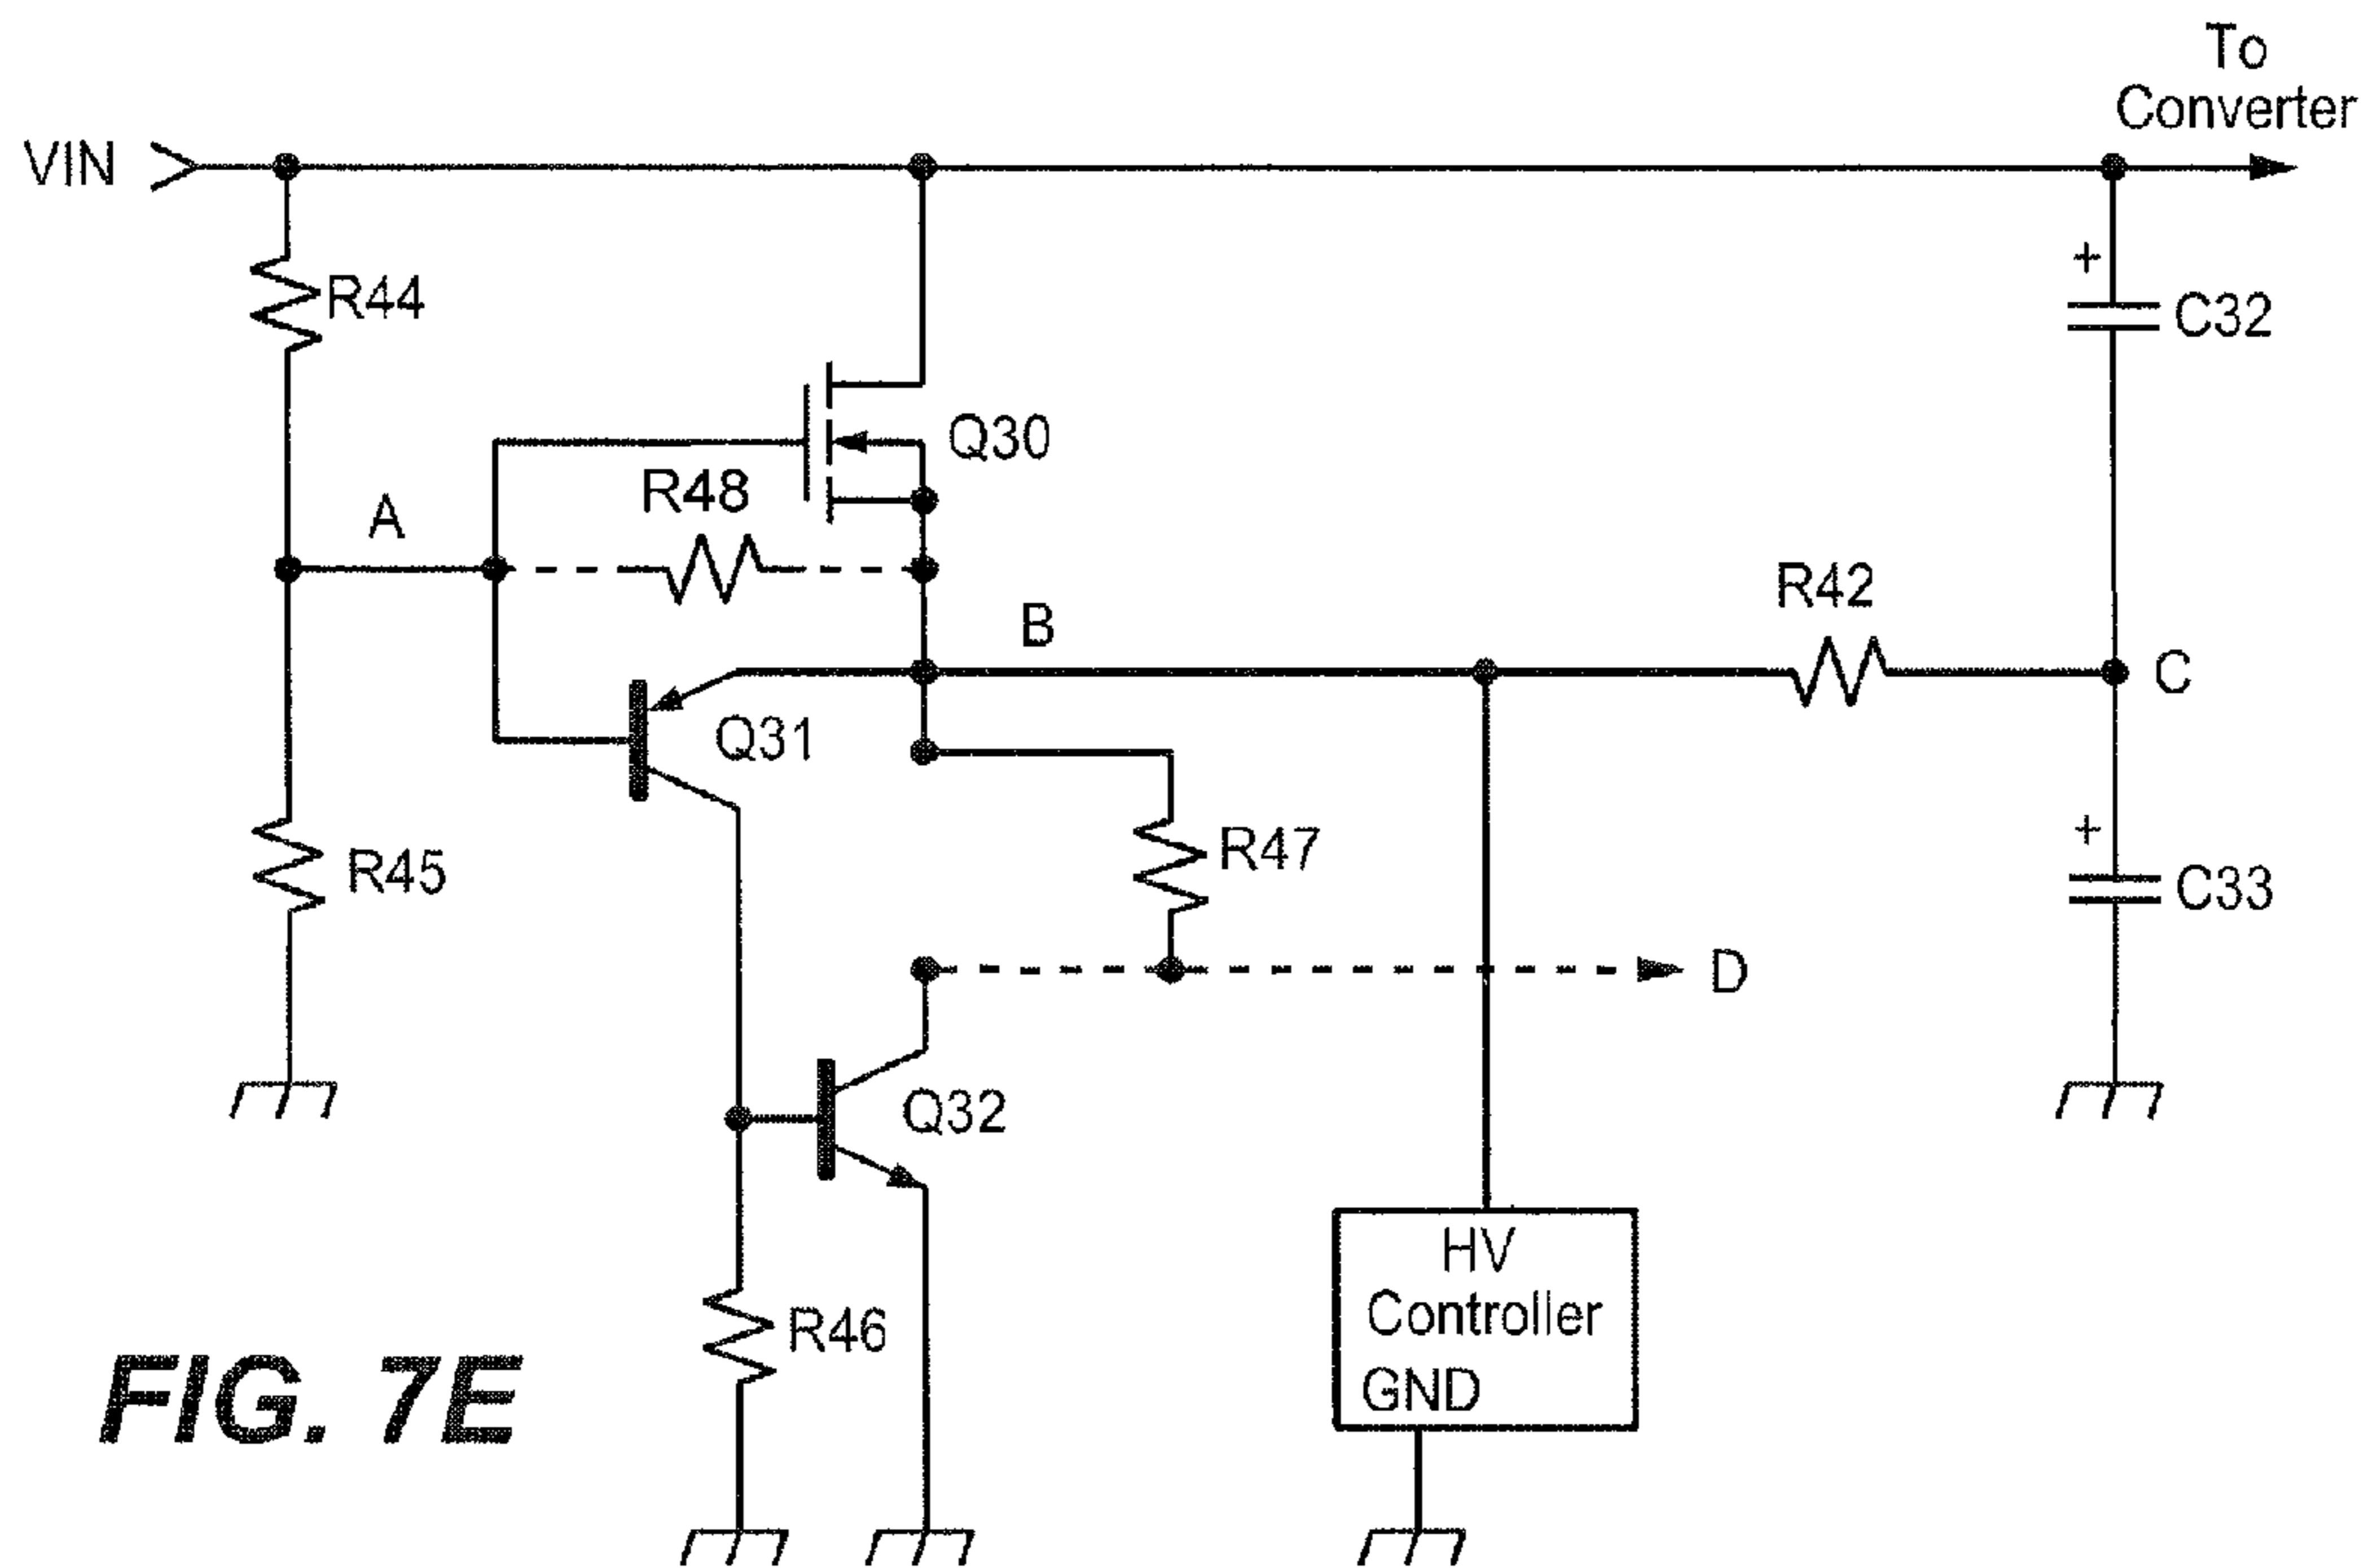 To
Converter
VIN
R44
+
C32
Q30
R48
A
R42
B
C
Q31
+
R47
R45
C33
D
Q32
HV
Controller
GND
R46
FIG. 7E